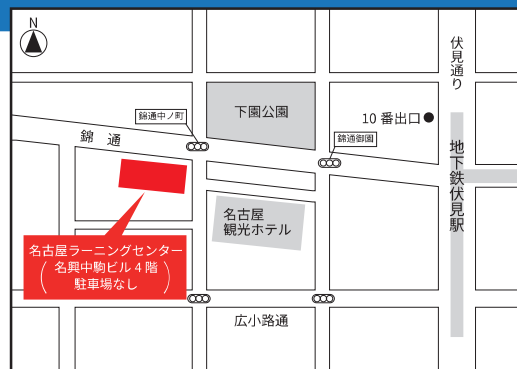 N
伏見通り
錦通中ノ町
下園公園
10番出口
錦通御園
錦 通
地下鉄伏見駅
名古屋
観光ホテル
名古屋ラーニングセンター
(名興中駒ビル4階
駐車場なし)
広小路通